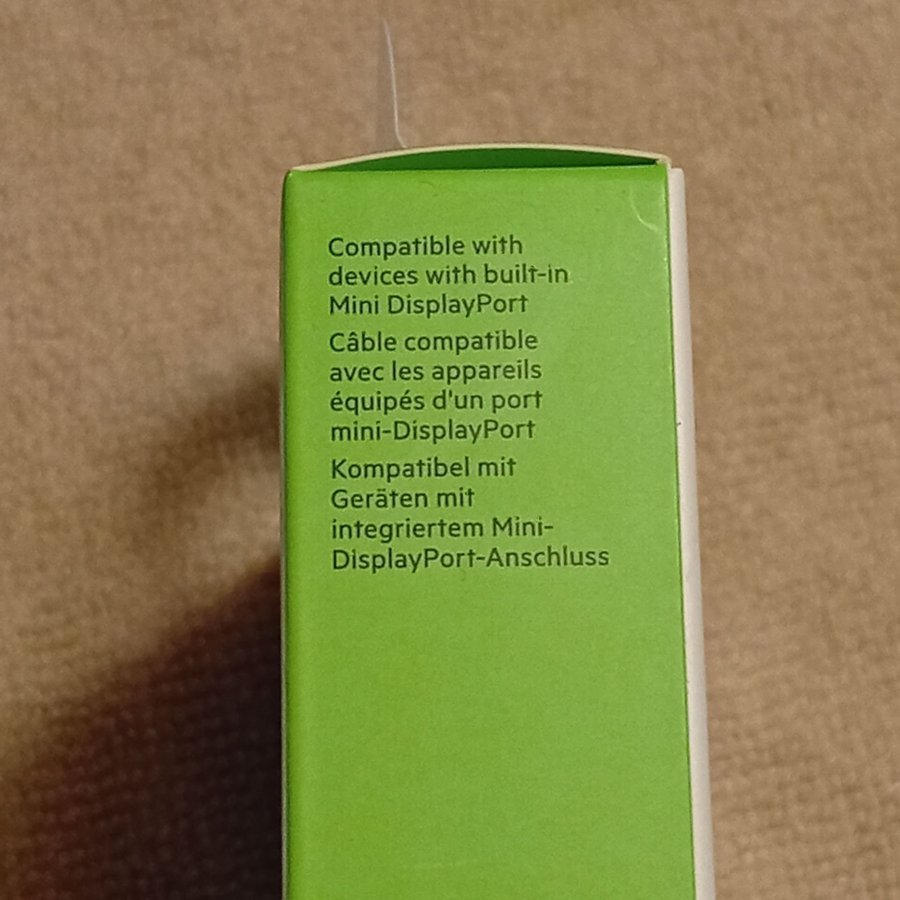 Compatible with
devices with built-in
Mini DisplayPort
Câble compatible
avec les appareils
équipés d'un port
mini-DisplayPort
Kompatibel mit
Geräten mit
integriertem Mini-
DisplayPort-Anschluss